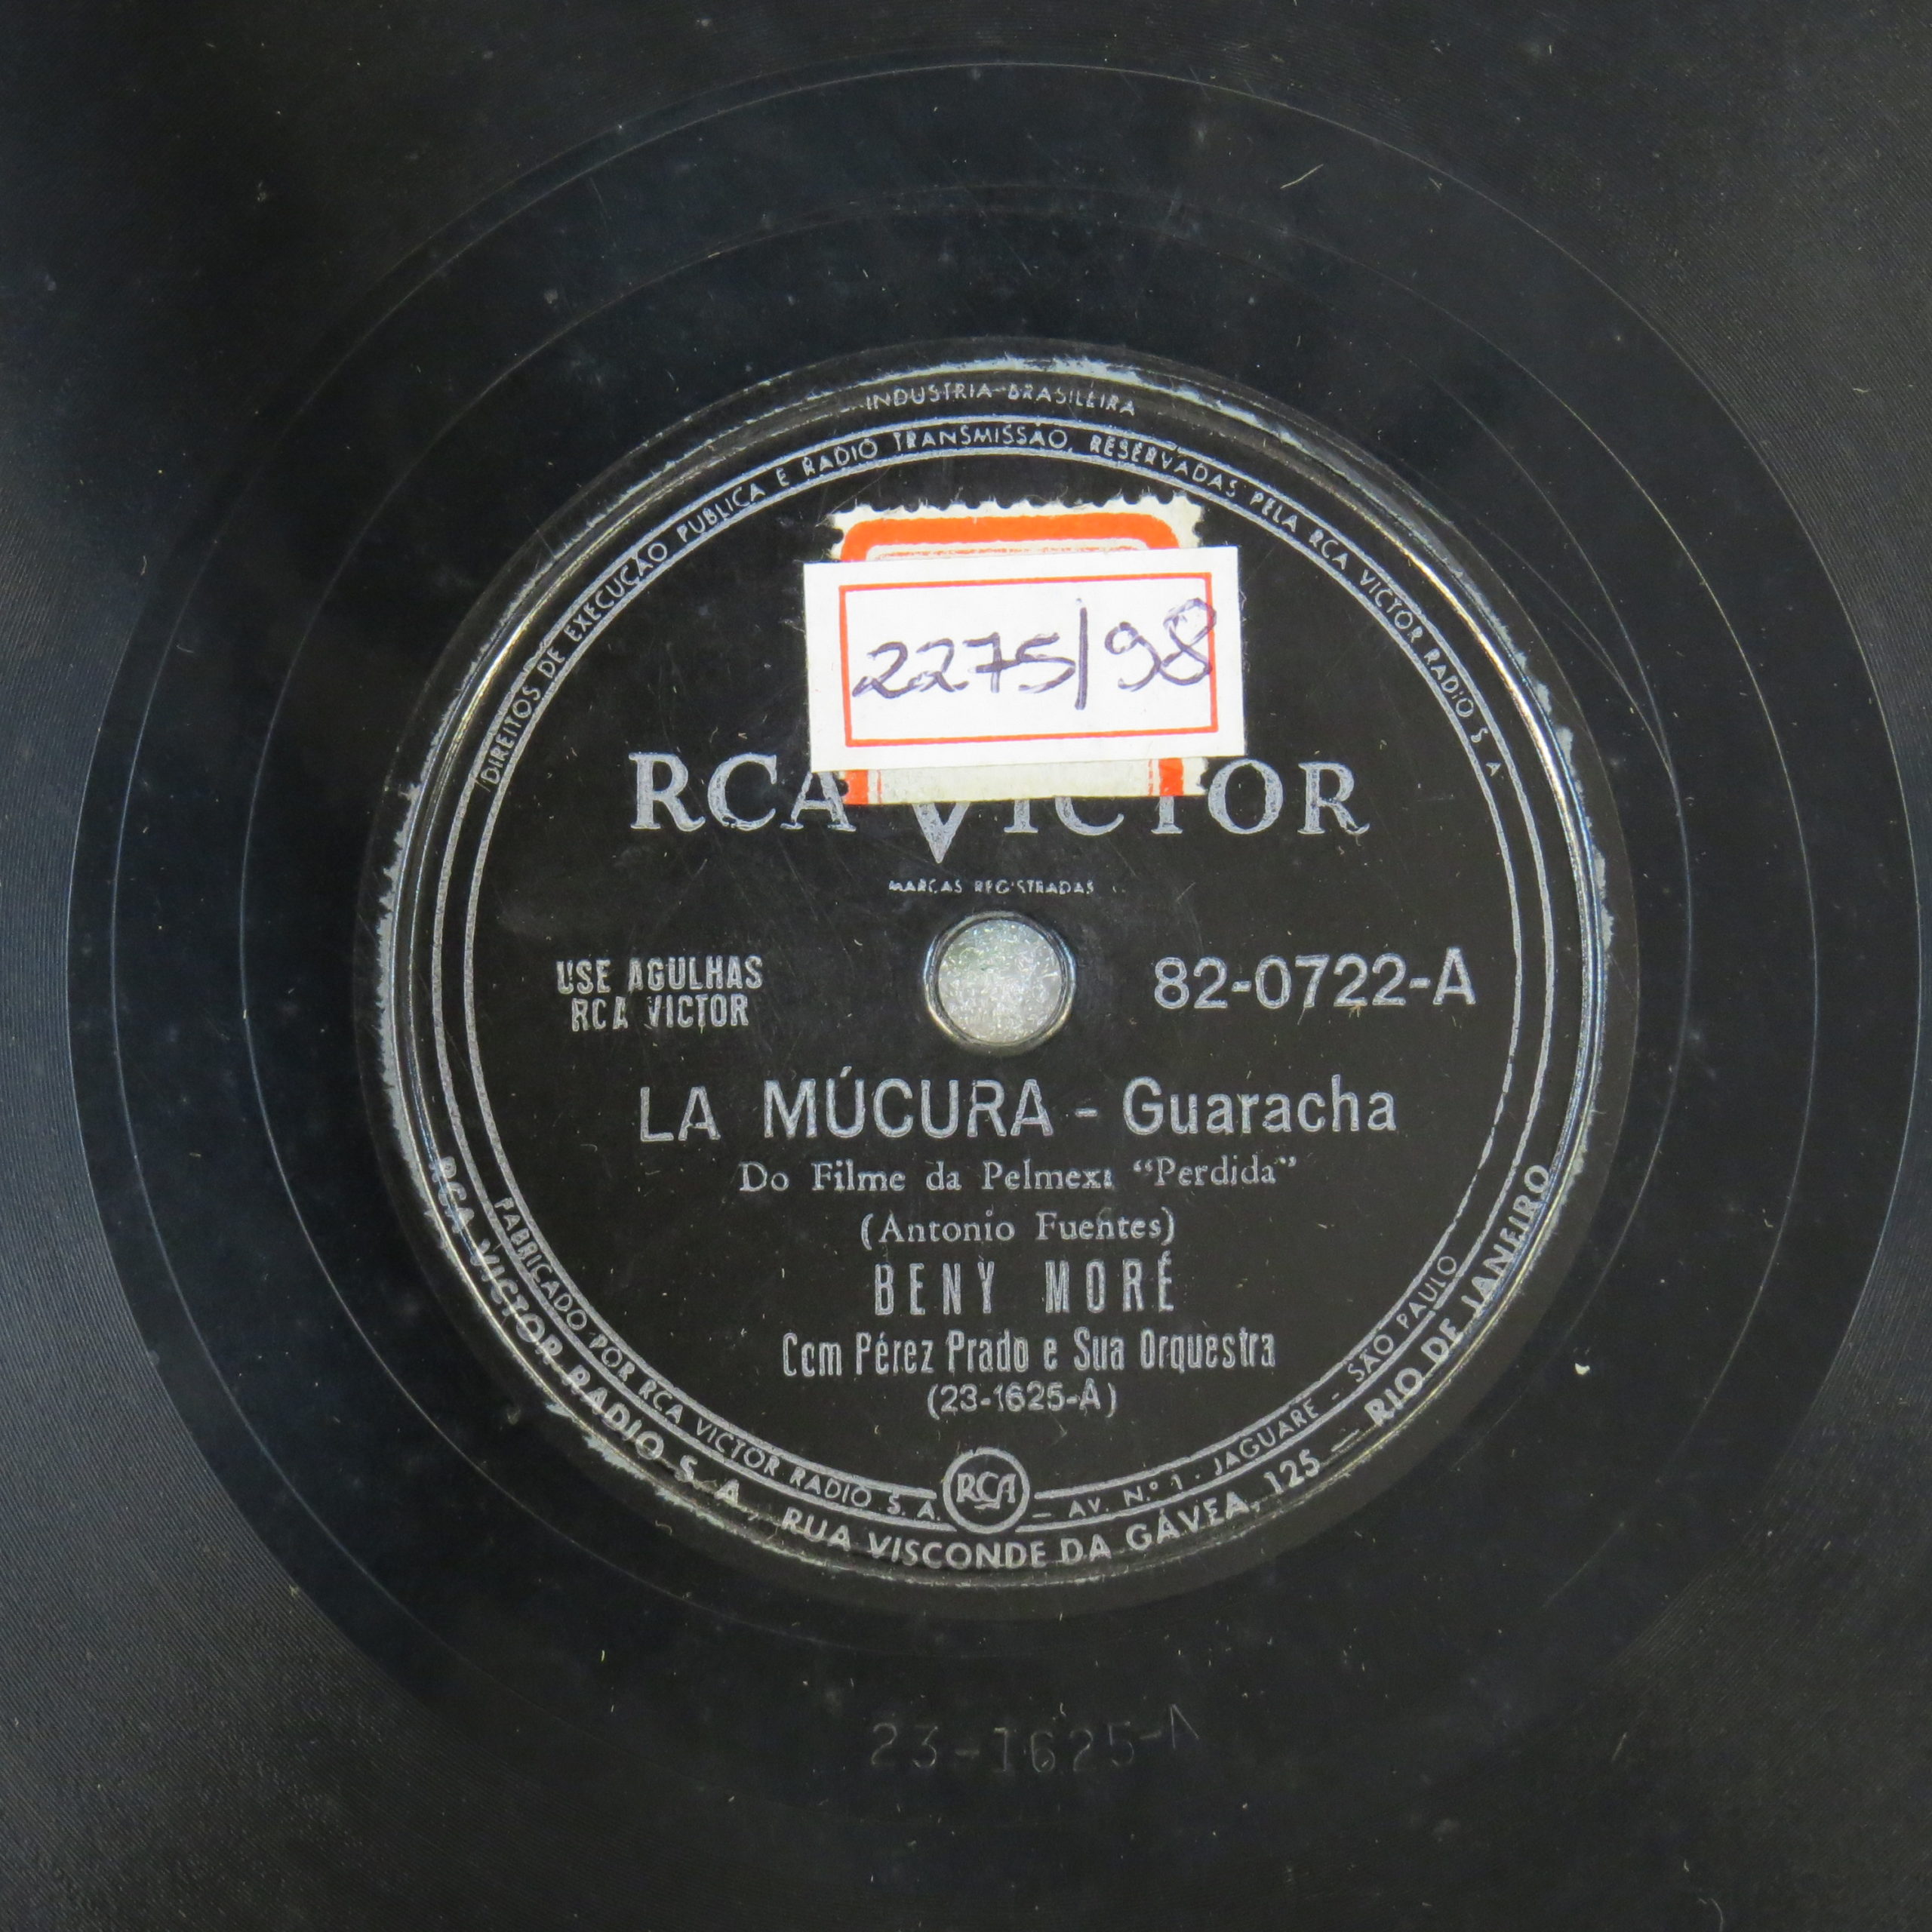 INDUSTRIA BRASILEIRA
DIREITOS DE EXECUÇÃO PUBLICA E RADIO TRANSMISSÃO, RESERVADAS PELA RCA VICTOR RADIO S A
2275/98
RCA VICTOR
MARCAS REGISTRADAS
USE AGULHAS
RCA VICTOR
82-0722-A
LA MÚCURA - Guaracha
Do Filme da Pelmex: "Perdida"
(Antonio Fuentes)
BENY MORÉ
Com Pérez Prado e Sua Orquestra
(23-1625-A)
RCA
FABRICADO POR RCA VICTOR RADIO S. A. — AV. N.º 1 - JAGUARE - SÃO PAULO
RCA VICTOR RADIO S. A., RUA VISCONDE DA GÁVEA, 125 — RIO DE JANEIRO
23-1625-A